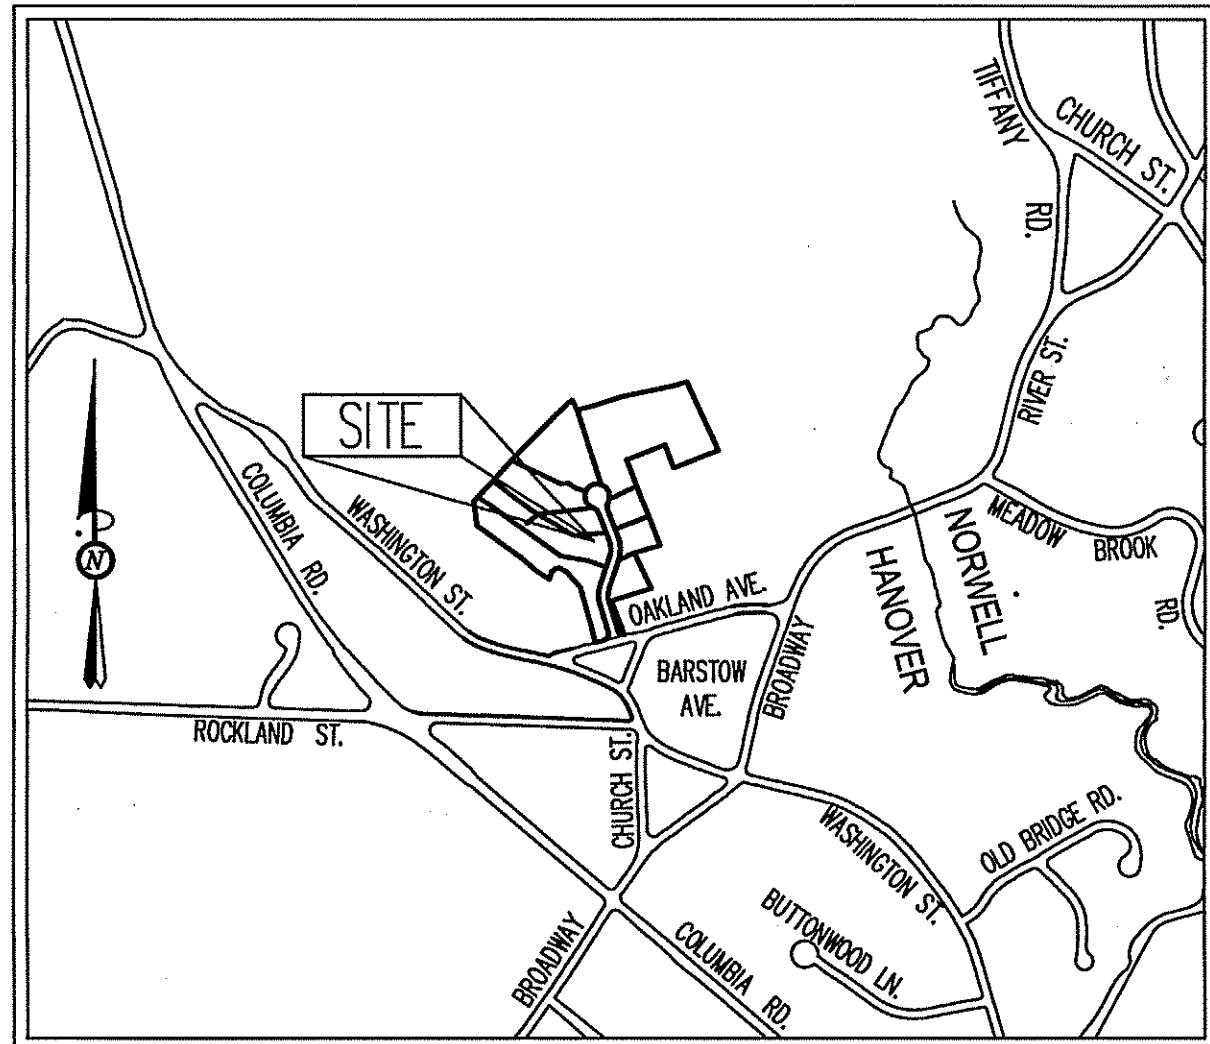 TIFFANY
RD.
CHURCH ST.
RIVER ST.
SITE
COLUMBIA RD.
WASHINGTON ST.
MEADOW
BROOK
RD.
NORWELL
HANOVER
N
OAKLAND AVE.
BARSTOW
AVE.
BROADWAY
ROCKLAND ST.
CHURCH ST.
WASHINGTON ST.
OLD BRIDGE RD.
BUTTONWOOD LN.
BROADWAY
COLUMBIA RD.